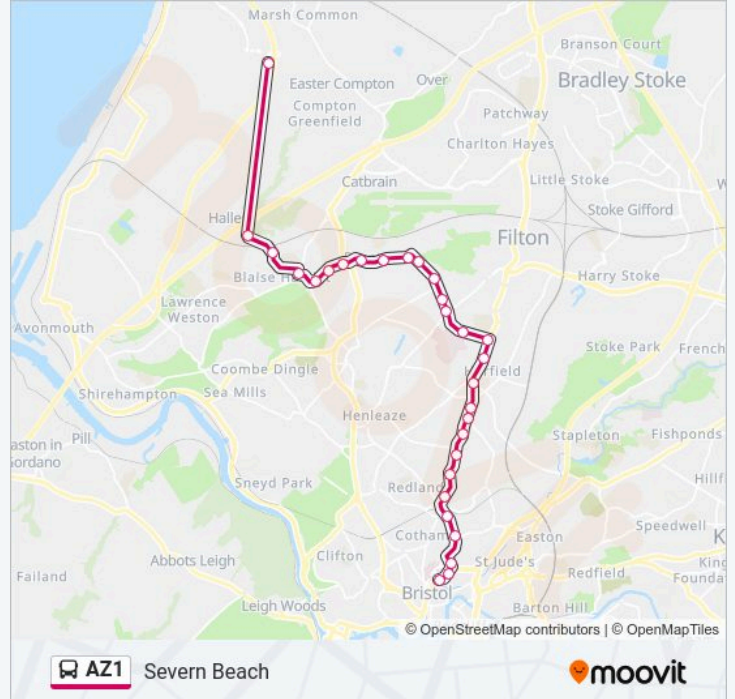 Marsh Common
Branson Court
Easter Compton
Over
Bradley Stoke
Compton
Greenfield
Patchway
Charlton Hayes
Catbrain
Little Stoke
Stoke Gifford
Halle
Filton
Blaise H
Harry Stoke
Lawrence
Weston
Avonmouth
Stoke Park
French
Coombe Dingle
field
Shirehampton
Sea Mills
Henleaze
aston in
Pill
ordano
Stapleton
Fishponds
Sneyd Park
Redland
Hillf
Speedwell
Cotham
Easton
K
Clifton
St Jude's
Abbots Leigh
Redfield
King
Founda
Failand
Bristol
Leigh Woods
Barton Hill
© OpenStreetMap contributors | © OpenMapTiles
AZ1 Severn Beach
moovit